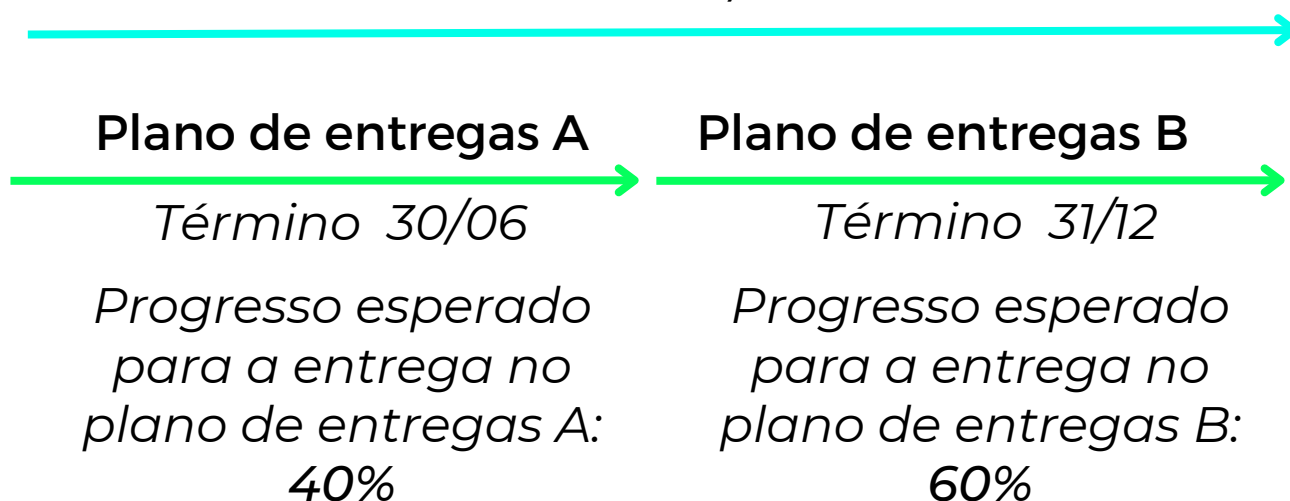 Plano de entregas A
Plano de entregas B
Término 30/06
Término 31/12
Progresso esperado
para a entrega no
plano de entregas A:
40%
Progresso esperado
para a entrega no
plano de entregas B:
60%